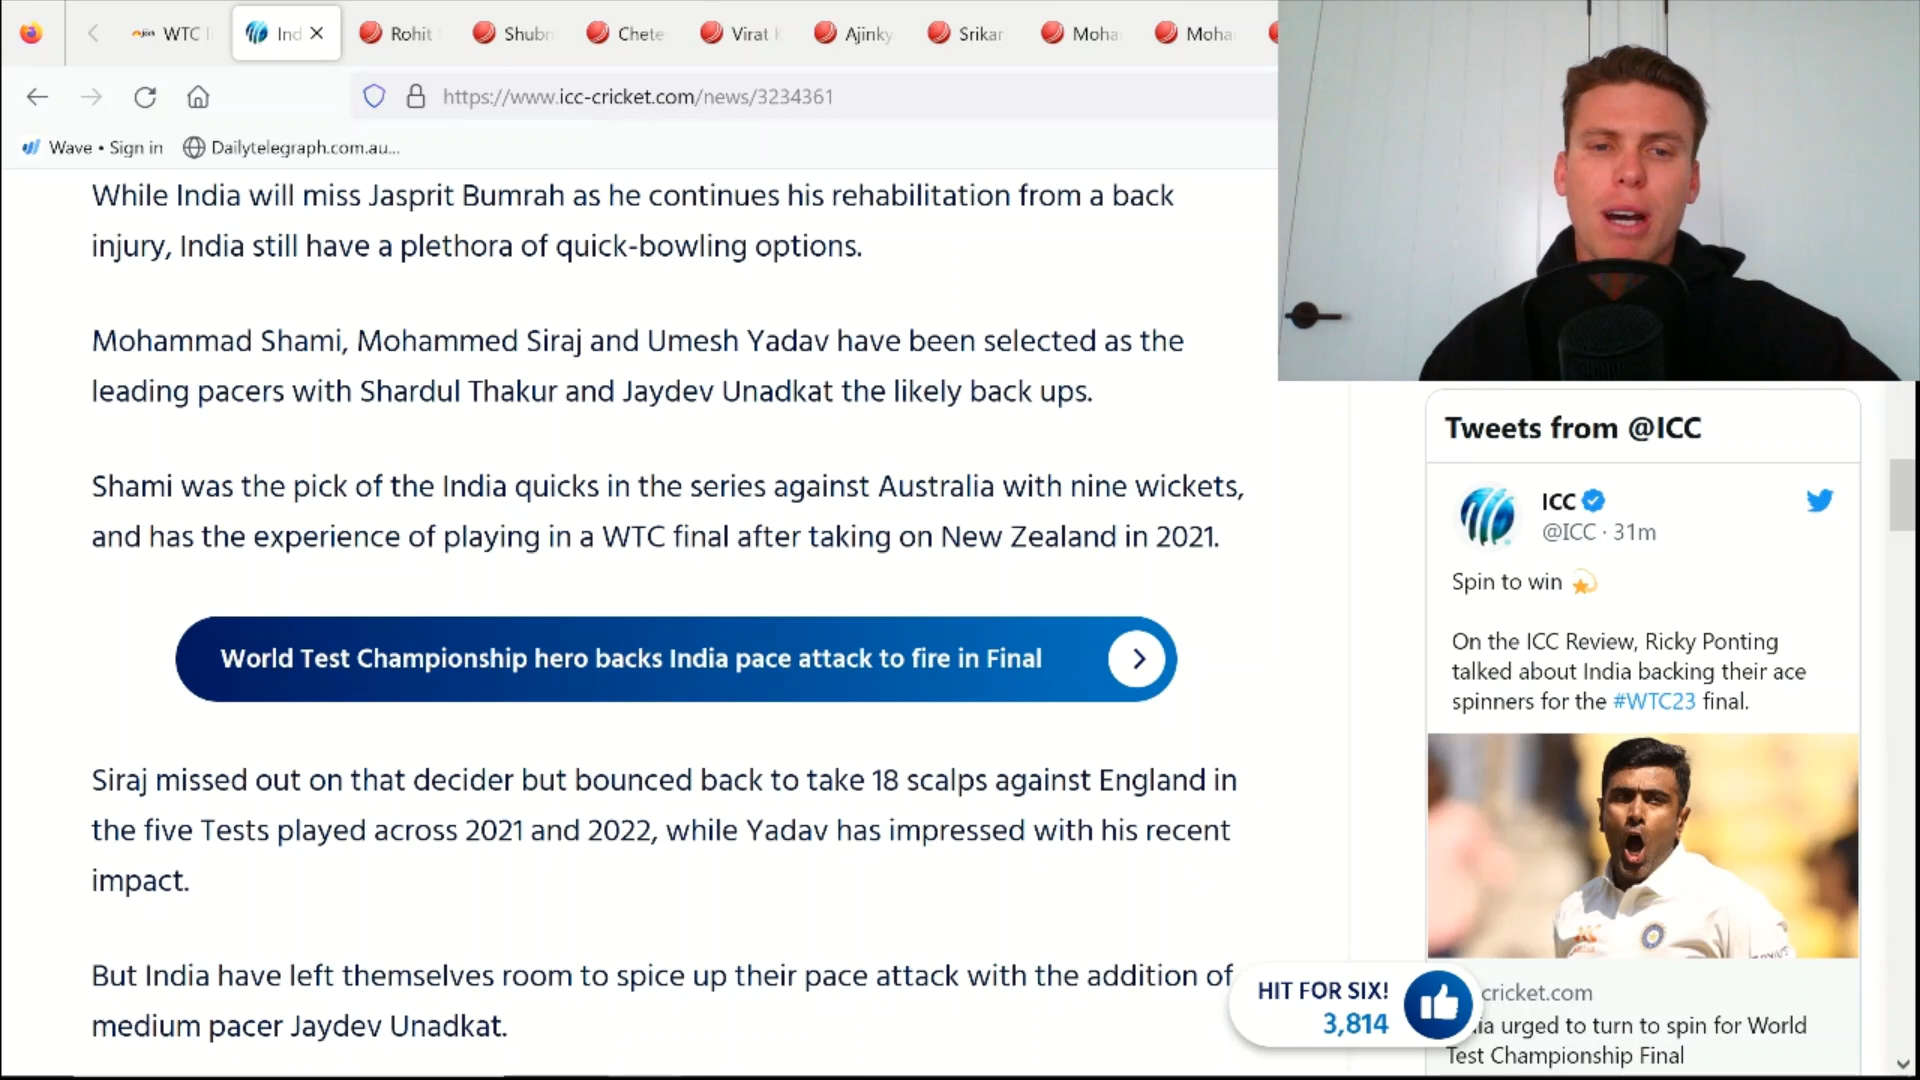 WTC
Ind
Rohit
Shubn
Chete
Virat
Ajinky
Srikar
Moha
Moha
https://www.icc-cricket.com/news/3234361
Wave • Sign in
Dailytelegraph.com.au...
While India will miss Jasprit Bumrah as he continues his rehabilitation from a back
injury, India still have a plethora of quick-bowling options.
Mohammad Shami, Mohammed Siraj and Umesh Yadav have been selected as the
leading pacers with Shardul Thakur and Jaydev Unadkat the likely back ups.
Shami was the pick of the India quicks in the series against Australia with nine wickets,
and has the experience of playing in a WTC final after taking on New Zealand in 2021.
World Test Championship hero backs India pace attack to fire in Final
Siraj missed out on that decider but bounced back to take 18 scalps against England in
the five Tests played across 2021 and 2022, while Yadav has impressed with his recent
impact.
But India have left themselves room to spice up their pace attack with the addition of
medium pacer Jaydev Unadkat.
HIT FOR SIX!
3,814
Tweets from @ICC
ICC
@ICC · 31m
Spin to win
On the ICC Review, Ricky Ponting
talked about India backing their ace
spinners for the #WTC23 final.
cricket.com
ia urged to turn to spin for World
Test Championship Final